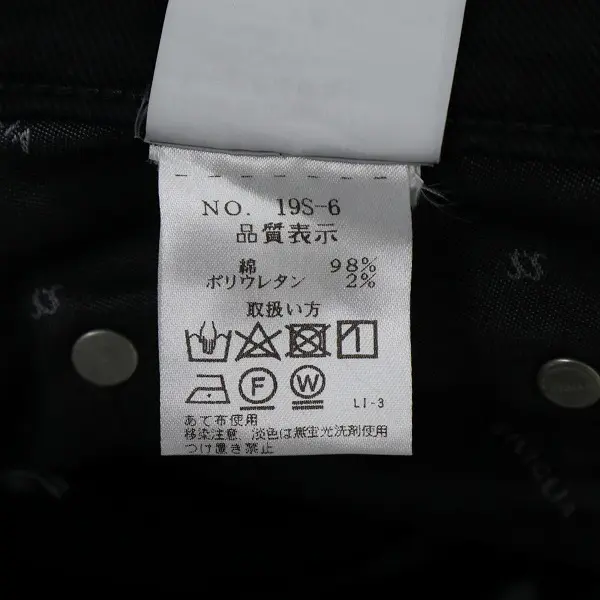 NO. 19S-6
品質表示
綿 98%
ポリウレタン 2%
取扱い方
F W
LI-3
あて布使用
移染注意、淡色は無蛍光洗剤使用
つけ置き禁止